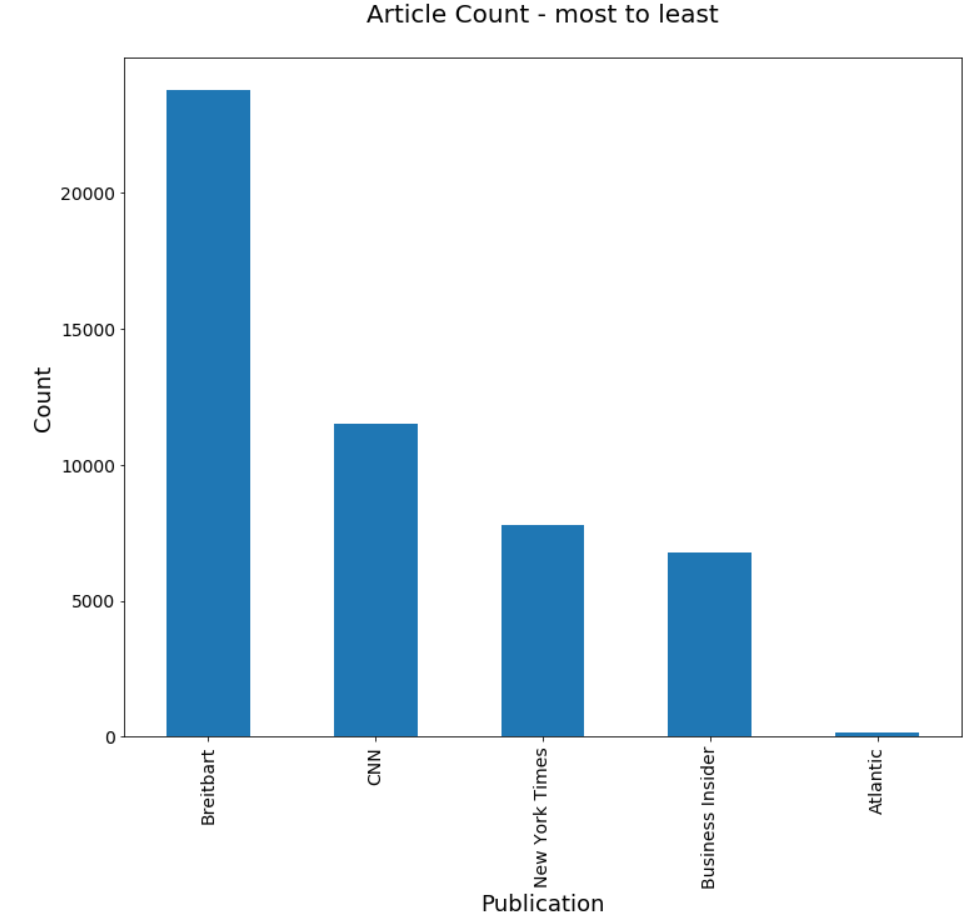 Article Count - most to least
20000
15000
10000
5000
0
Count
Breitbart
CNN
New York Times
Business Insider
Atlantic
Publication